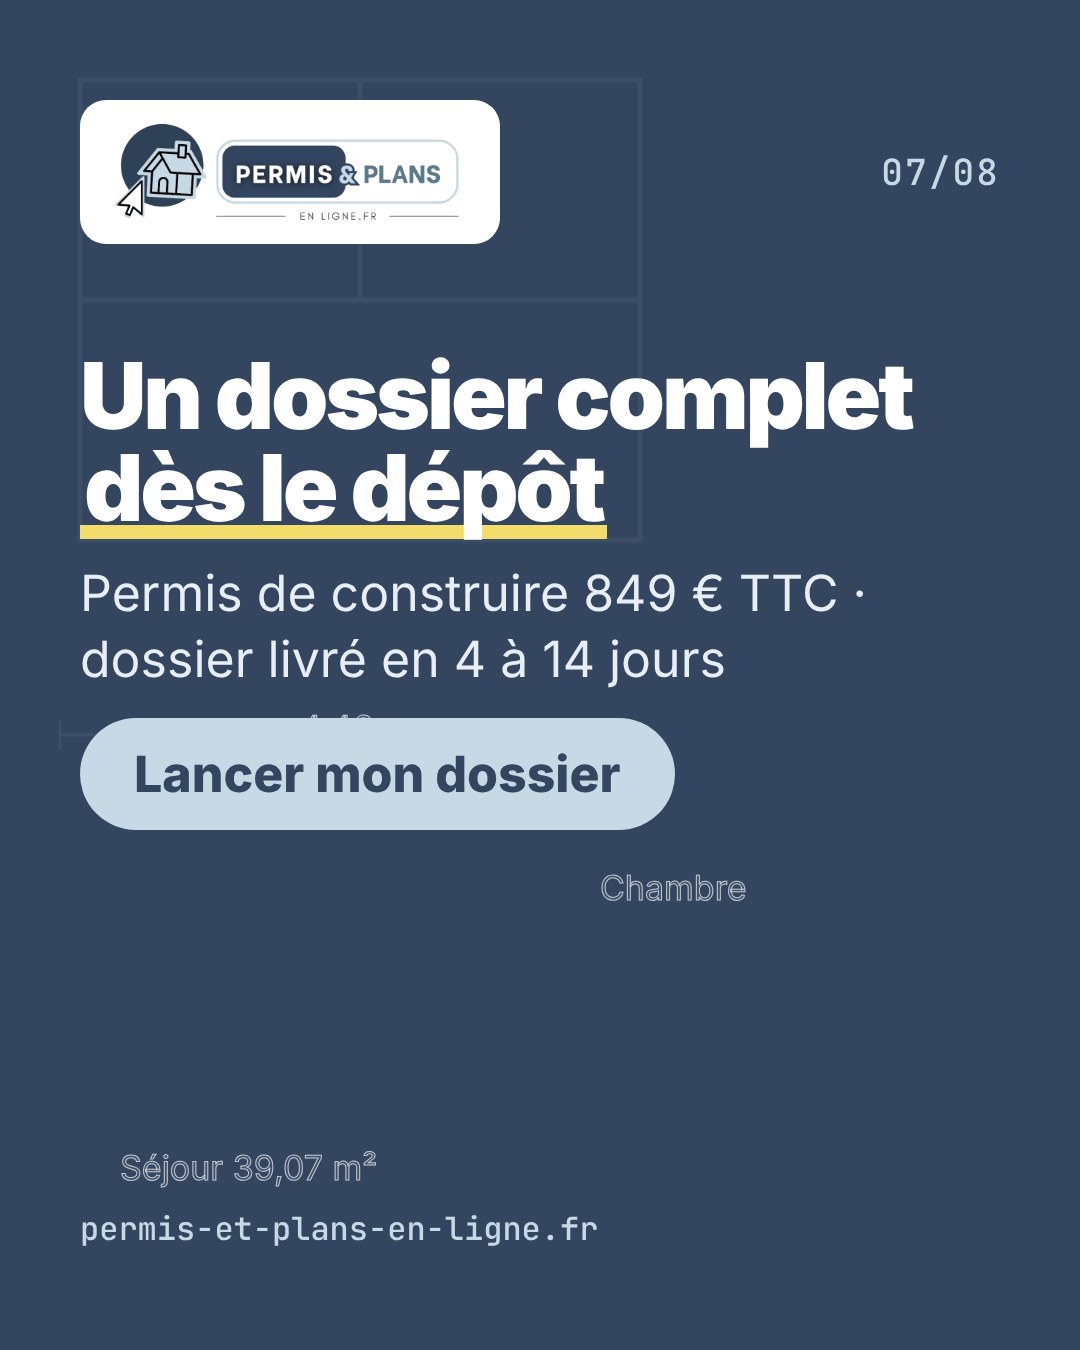 PERMIS & PLANS
EN LIGNE.FR
07/08
Un dossier complet
dès le dépôt
Permis de construire 849 € TTC ·
dossier livré en 4 à 14 jours
Lancer mon dossier
Chambre
Séjour 39,07 m²
permis-et-plans-en-ligne.fr